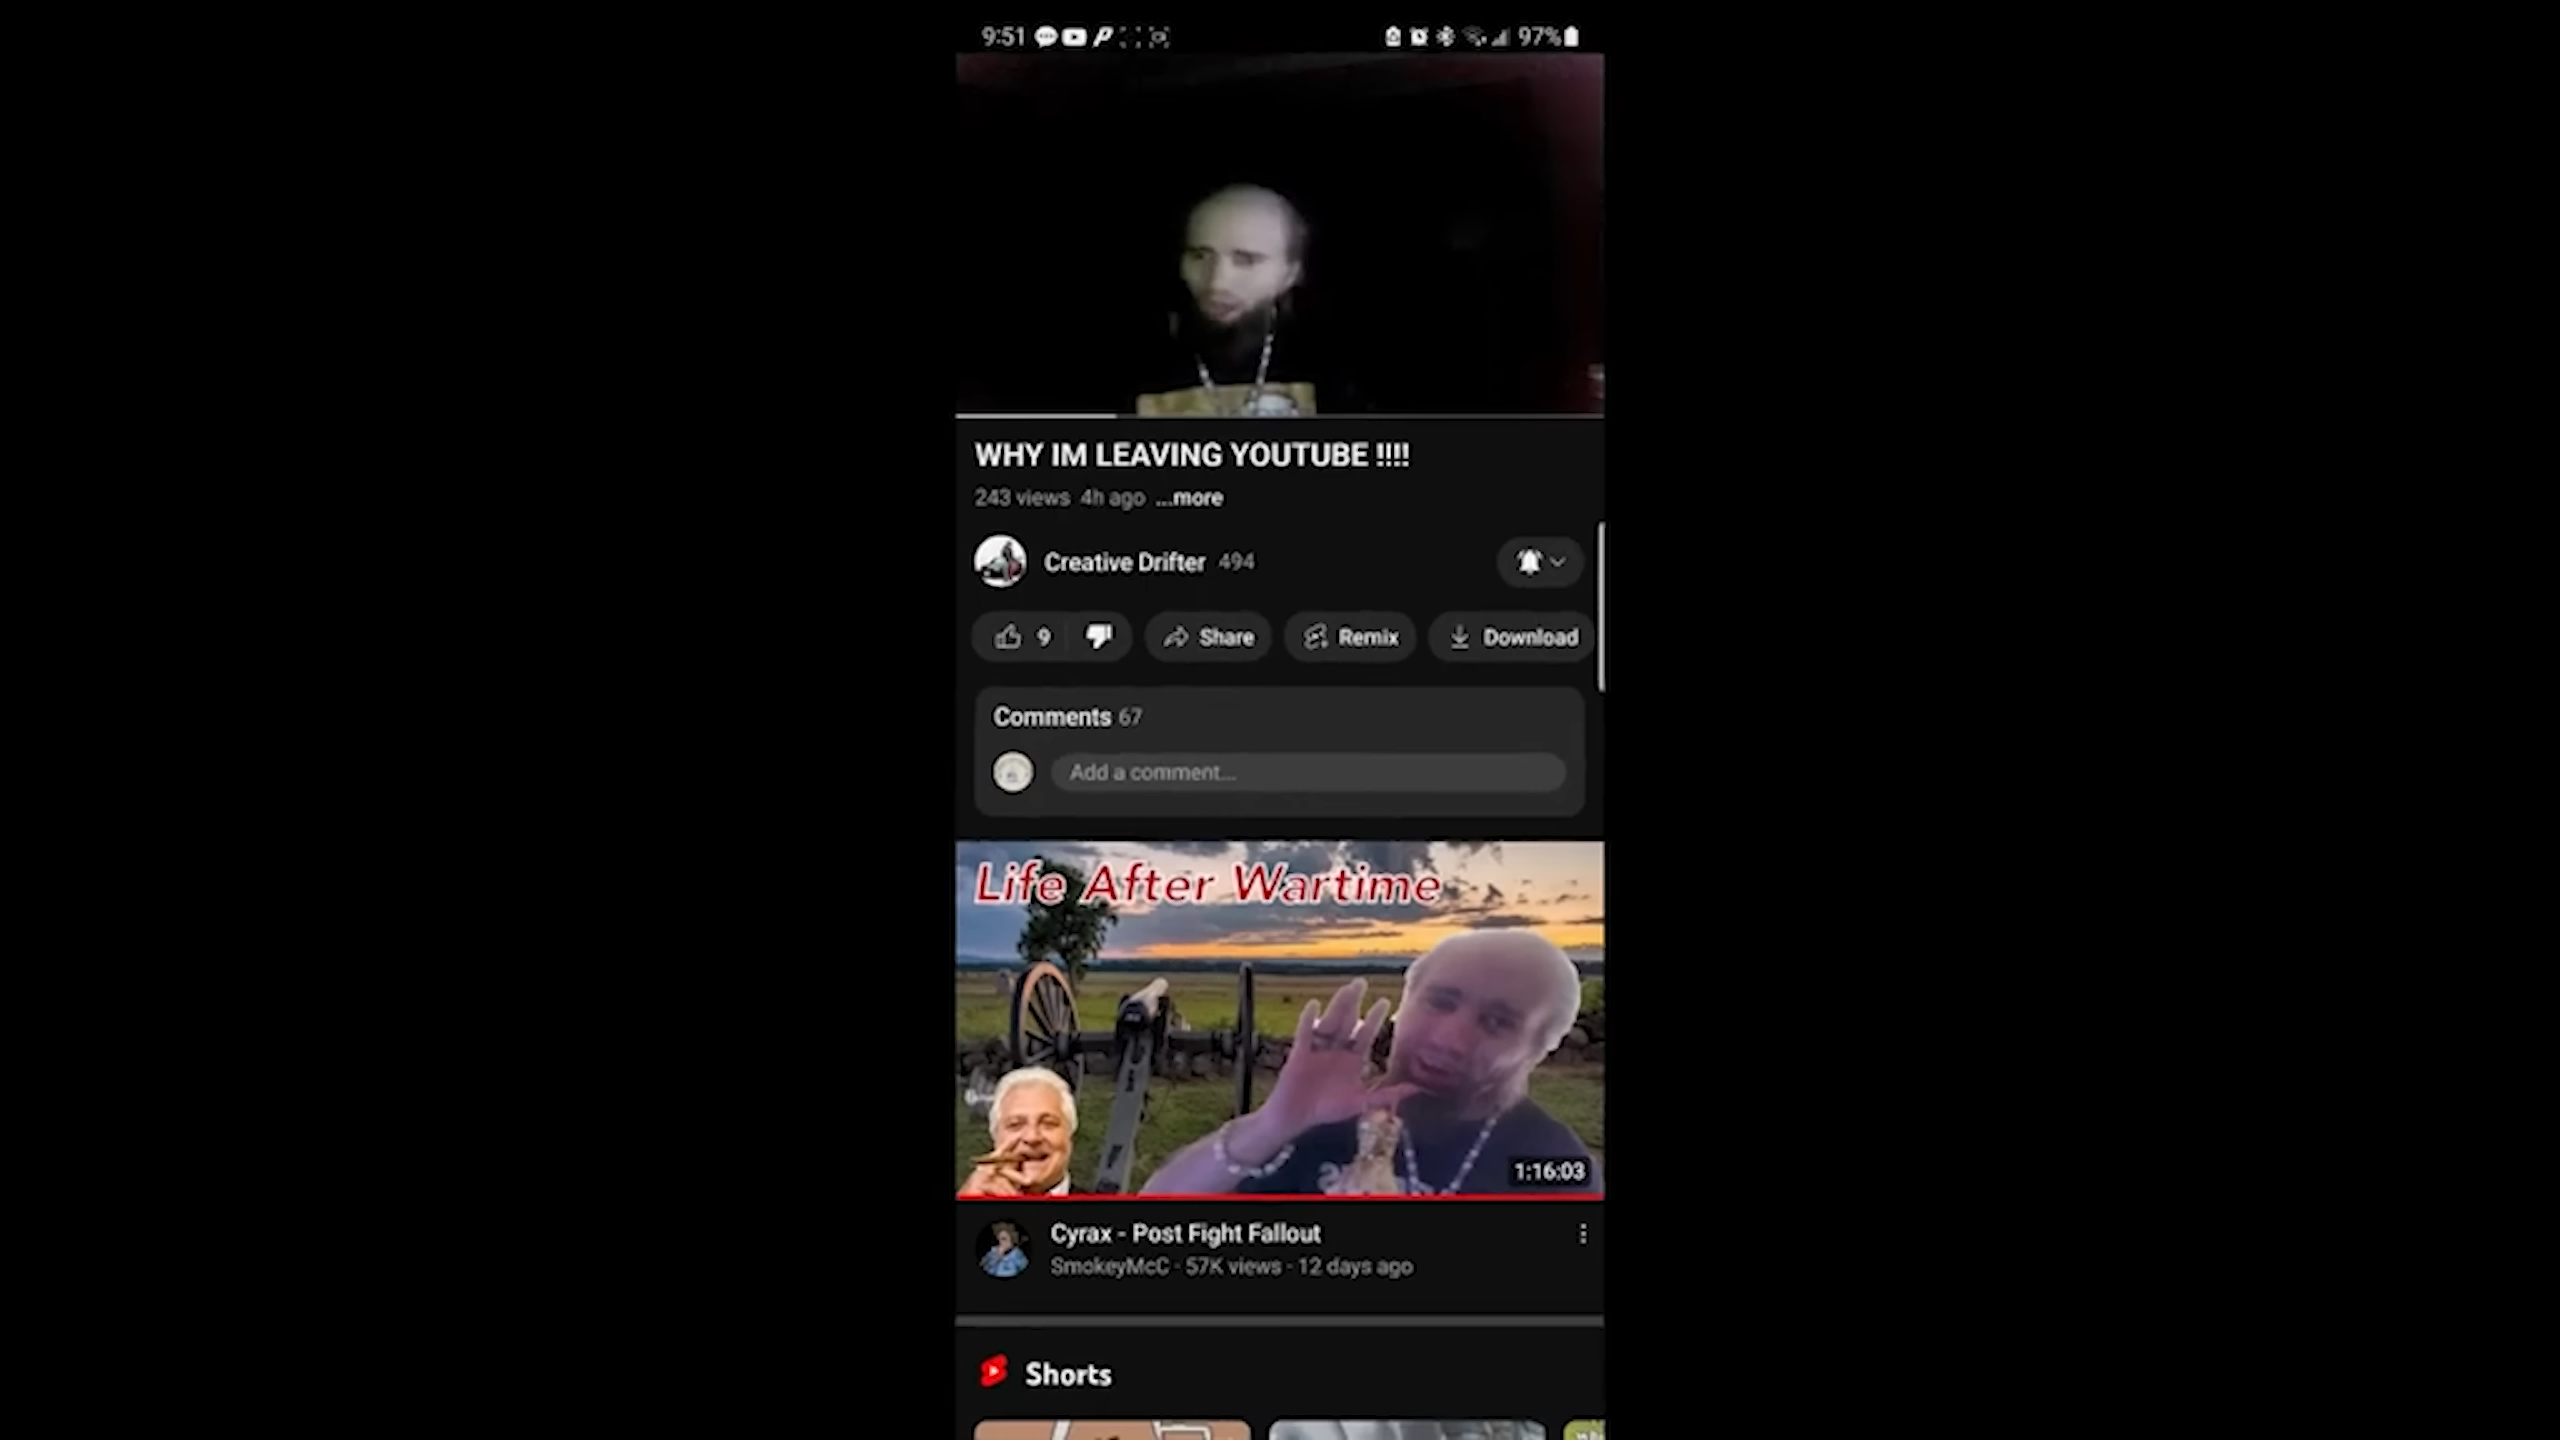 9:51
97%
WHY IM LEAVING YOUTUBE !!!!
243 views 4h ago ...more
Creative Drifter 494
9 Share Remix Download
Comments 67
Add a comment...
Life After Wartime
1:16:03
Cyrax - Post Fight Fallout
SmokeyMcC · 57K views · 12 days ago
Shorts